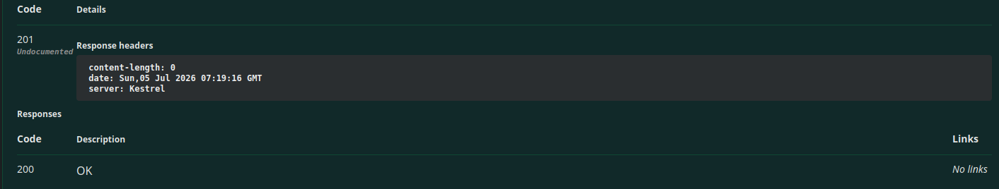 Code Details
201
Undocumented
Response headers
content-length: 0
date: Sun,05 Jul 2026 07:19:16 GMT
server: Kestrel
Responses
Code Description Links
200 OK No links